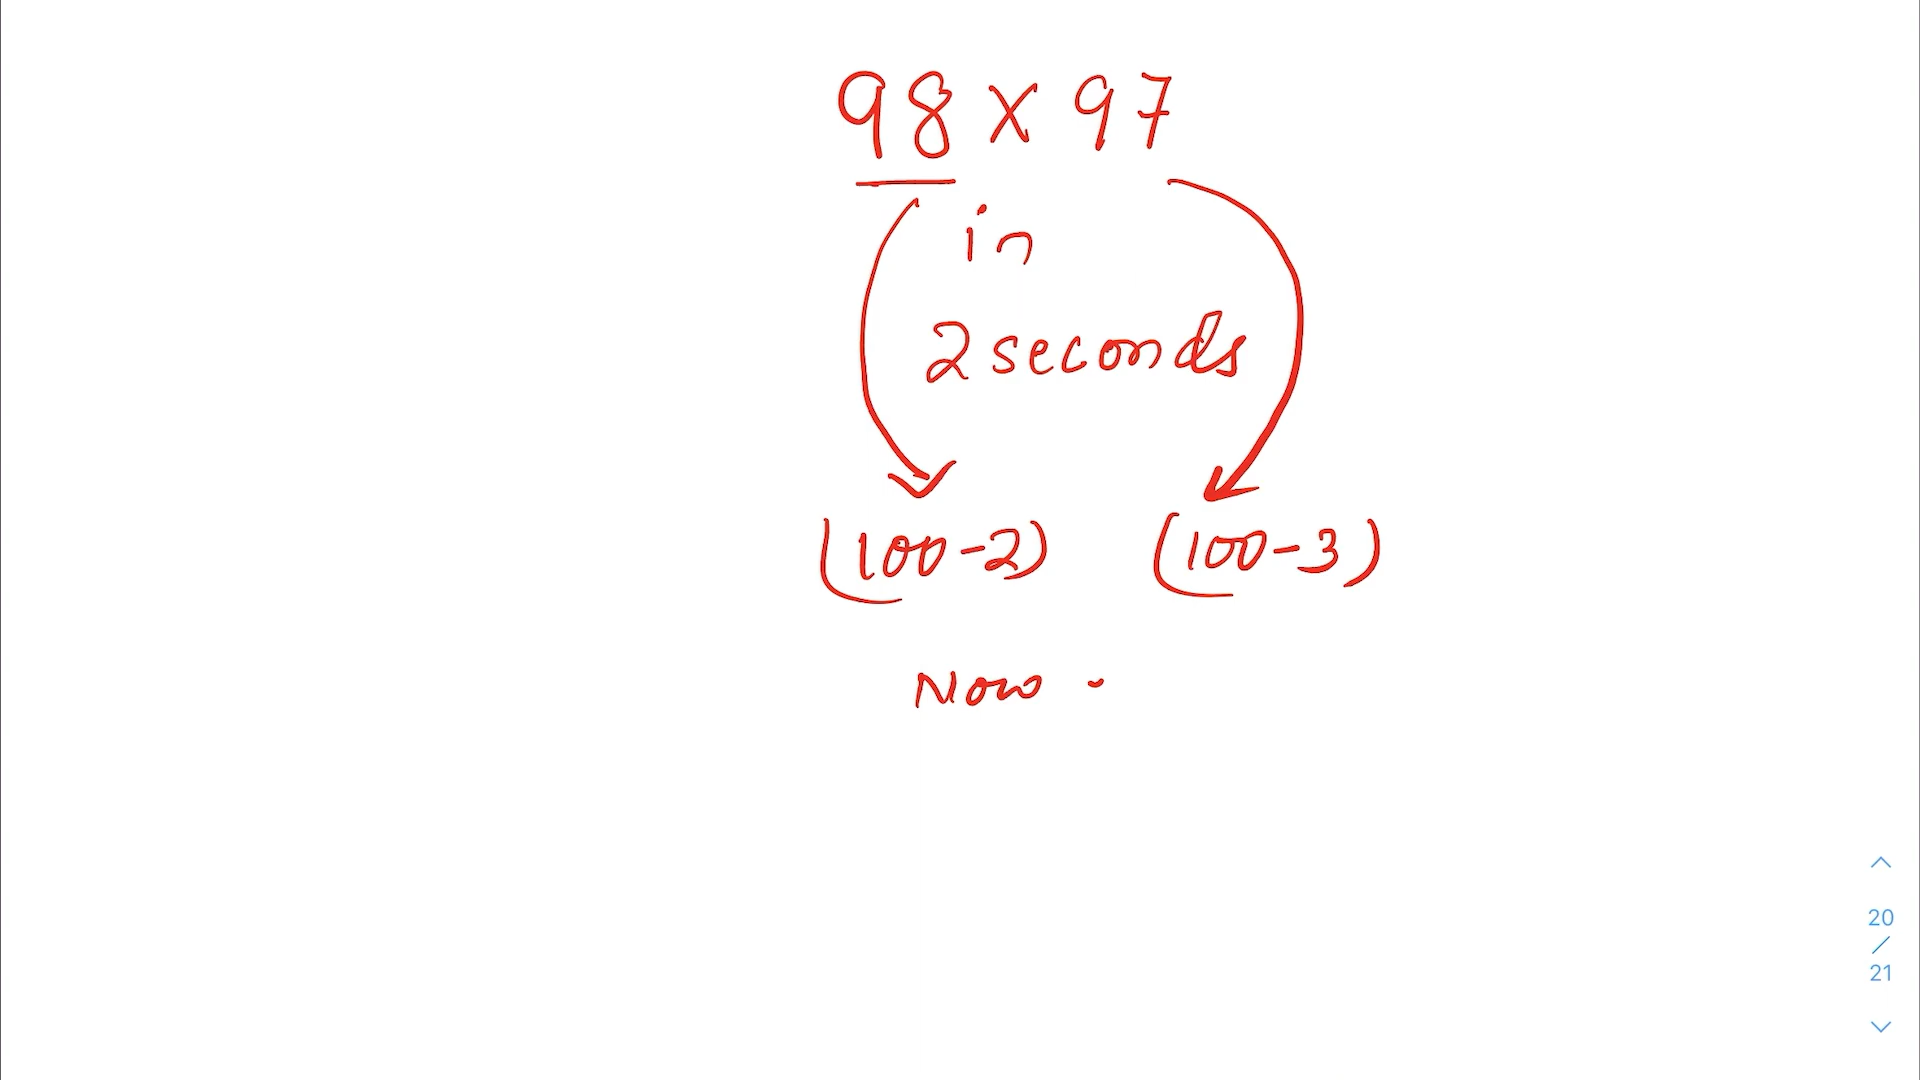 98 x 97
in
2 seconds
(100-2) (100-3)
Now -
20
/
21